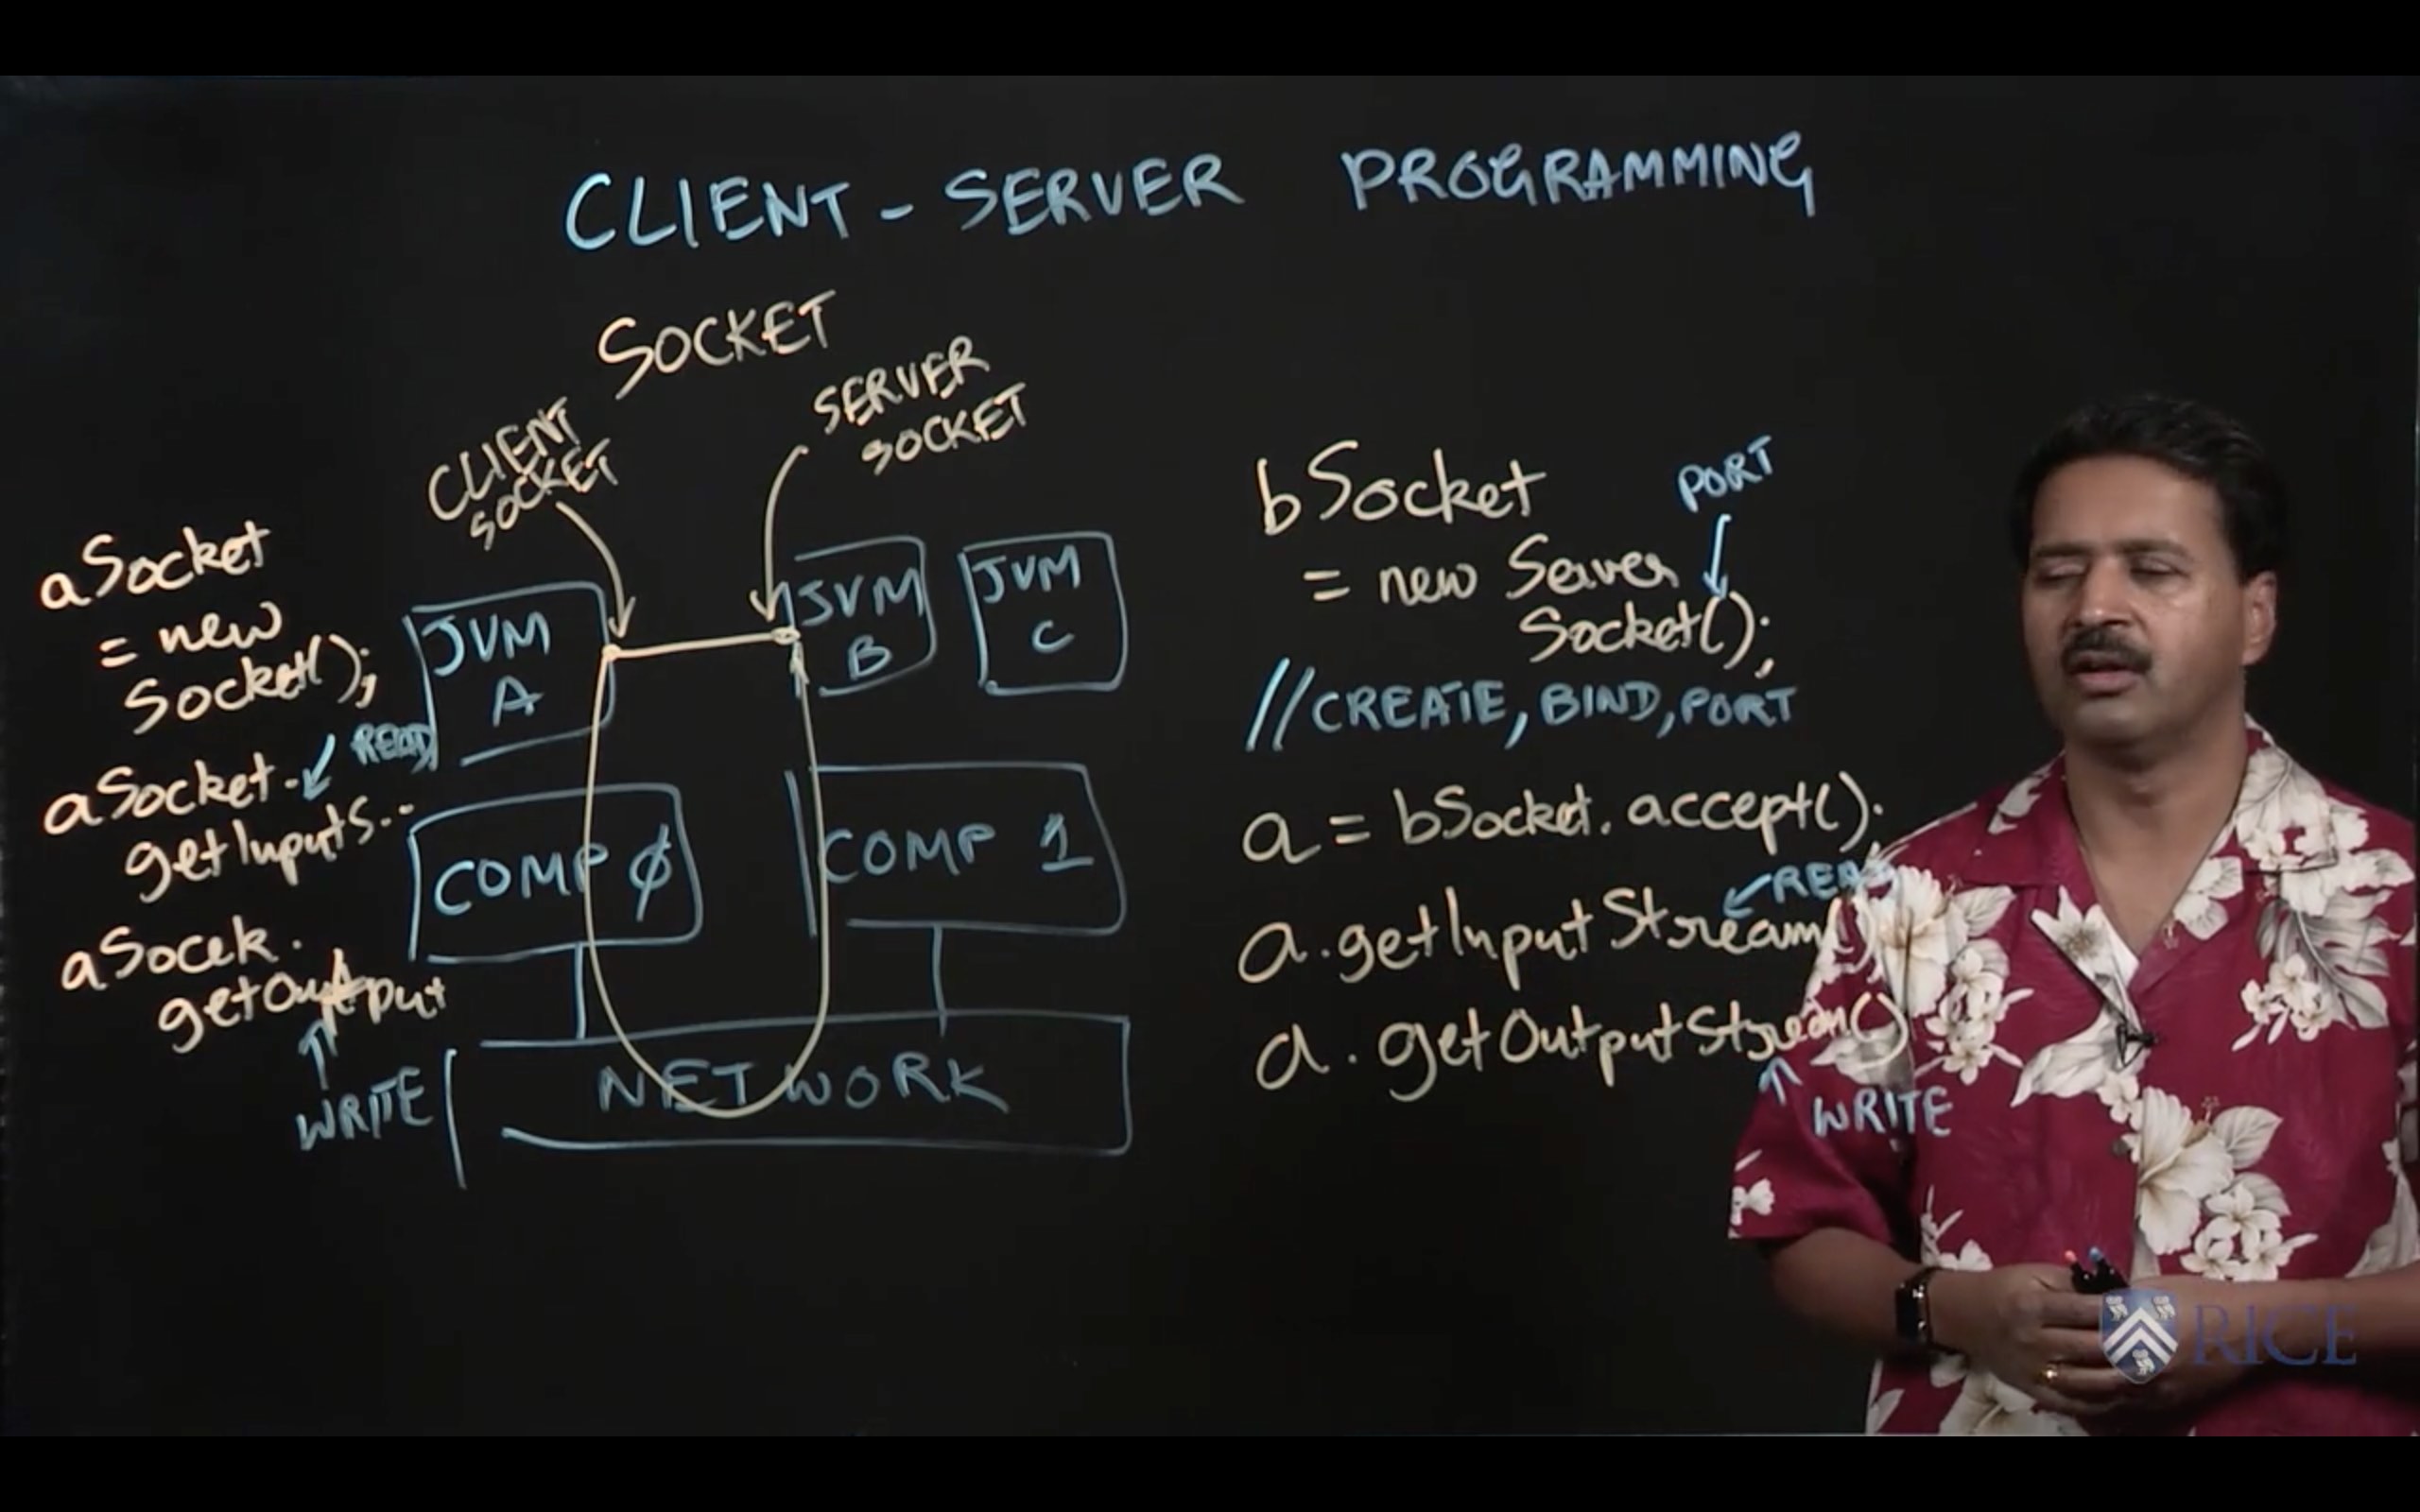 CLIENT - SERVER PROGRAMMING
SOCKET
CLIENT
SOCKET
SERVER
SOCKET
aSocket
= new
Socket();
aSocket.
READ
getInputS..
aSocek.
getOutput
WRITE
JVM
A
JVM
B
JVM
C
COMP 0
COMP 1
NETWORK
bSocket
PORT
= new Server
Socket();
//CREATE, BIND, PORT
a = bSocket.accept().
READ
a.getInputStream()
a.getOutputStream()
WRITE
RICE